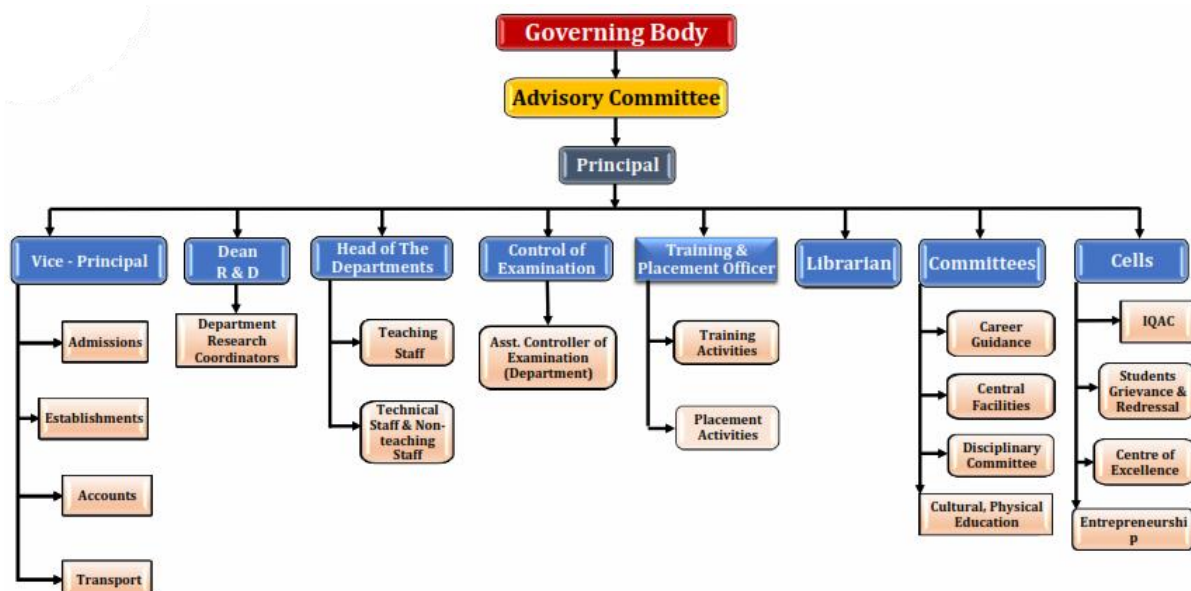 Governing Body
Advisory Committee
Principal
Vice - Principal
Dean
R & D
Head of The
Departments
Control of
Examination
Training &
Placement Officer
Librarian
Committees
Cells
Admissions
Establishments
Accounts
Transport
Department
Research
Coordinators
Teaching
Staff
Technical
Staff & Non-
teaching
Staff
Asst. Controller of
Examination
(Department)
Training
Activities
Placement
Activities
Career
Guidance
Central
Facilities
Disciplinary
Committee
Cultural, Physical
Education
IQAC
Students
Grievance &
Redressal
Centre of
Excellence
Entrepreneurshi
p